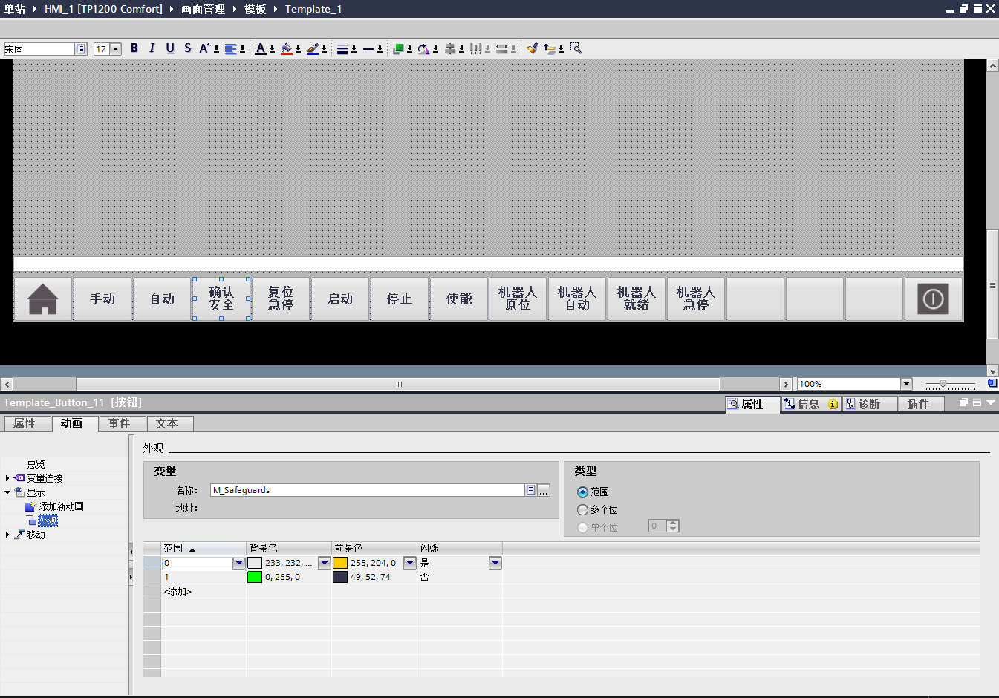 单站 HMI_1 [TP1200 Comfort] 画面管理 模板 Template_1
宋体 17 B I U S A A
手动
自动
确认
安全
复位
急停
启动
停止
使能
机器人
原位
机器人
自动
机器人
就绪
机器人
急停
100%
Template_Button_11 [按钮]
属性 信息 诊断 插件
属性 动画 事件 文本
总览
变量连接
显示
添加新动画
外观
移动
外观
变量
名称: M_Safeguards ...
地址:
类型
范围
多个位
单个位 0
范围 背景色 前景色 闪烁
0 233, 232, ... 255, 204, 0 是
1 0, 255, 0 49, 52, 74 否
<添加>